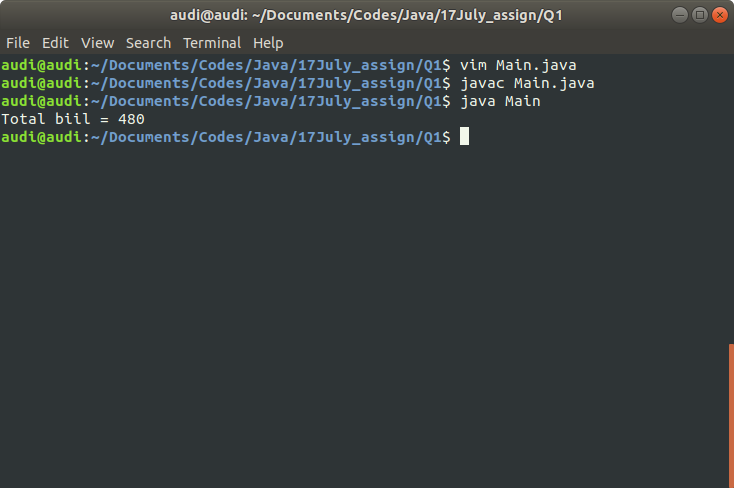 audi@audi: ~/Documents/Codes/Java/17July_assign/Q1
File Edit View Search Terminal Help
audi@audi:~/Documents/Codes/Java/17July_assign/Q1$ vim Main.java
audi@audi:~/Documents/Codes/Java/17July_assign/Q1$ javac Main.java
audi@audi:~/Documents/Codes/Java/17July_assign/Q1$ java Main
Total biil = 480
audi@audi:~/Documents/Codes/Java/17July_assign/Q1$